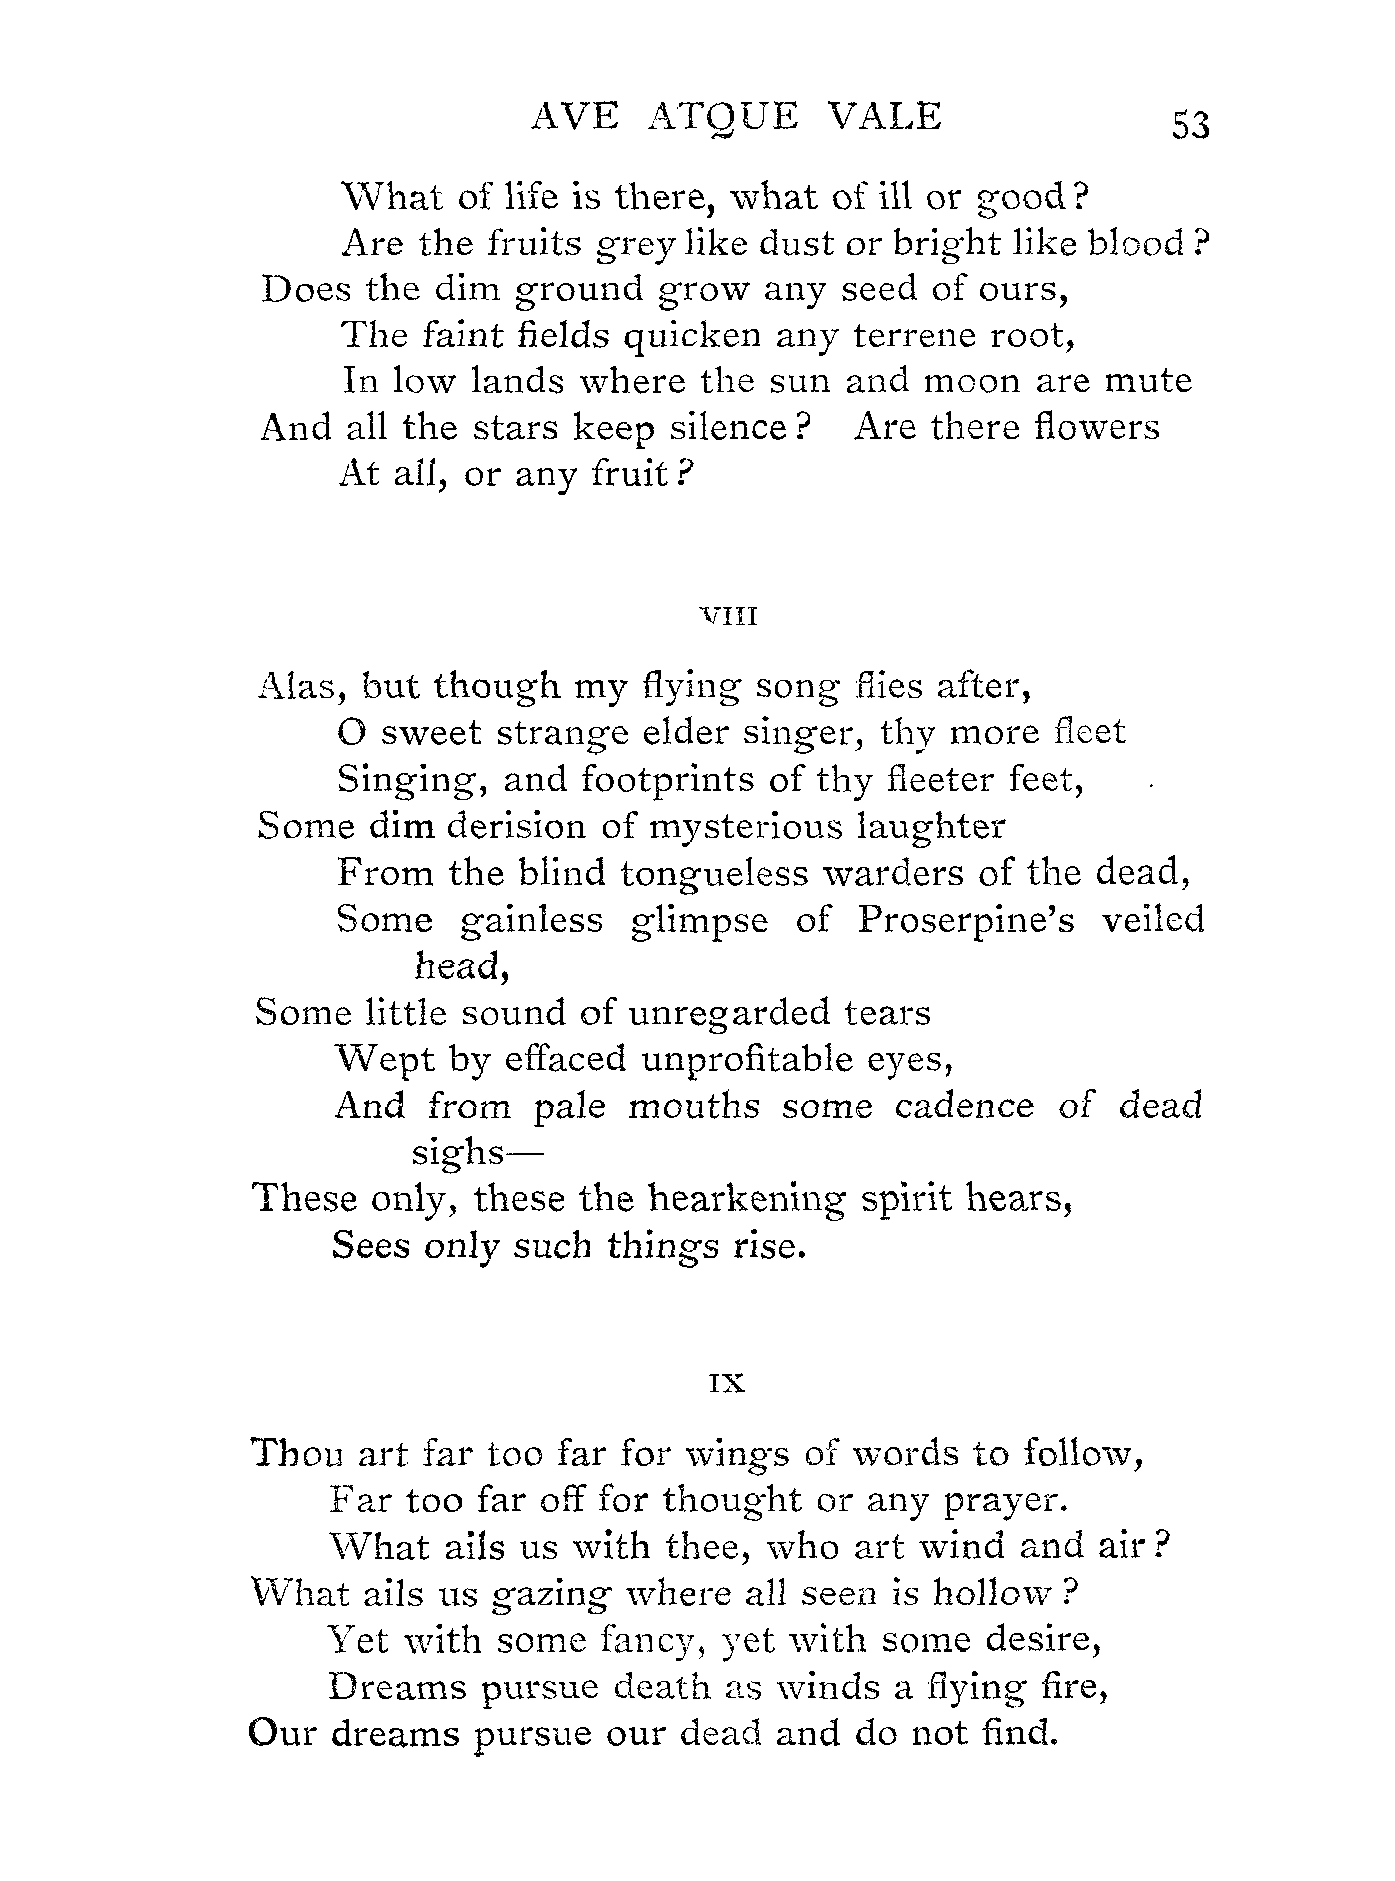 AVE ATQUE VALE 53
What of life is there, what of ill or good?
Are the fruits grey like dust or bright like blood?
Does the dim ground grow any seed of ours,
The faint fields quicken any terrene root,
In low lands where the sun and moon are mute
And all the stars keep silence? Are there flowers
At all, or any fruit?
VIII
Alas, but though my flying song flies after,
O sweet strange elder singer, thy more fleet
Singing, and footprints of thy fleeter feet,
Some dim derision of mysterious laughter
From the blind tongueless warders of the dead,
Some gainless glimpse of Proserpine's veiled
head,
Some little sound of unregarded tears
Wept by effaced unprofitable eyes,
And from pale mouths some cadence of dead
sighs—
These only, these the hearkening spirit hears,
Sees only such things rise.
IX
Thou art far too far for wings of words to follow,
Far too far off for thought or any prayer.
What ails us with thee, who art wind and air?
What ails us gazing where all seen is hollow?
Yet with some fancy, yet with some desire,
Dreams pursue death as winds a flying fire,
Our dreams pursue our dead and do not find.